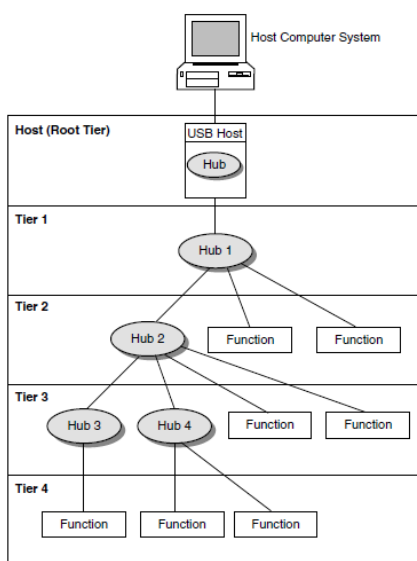 Host Computer System
Host (Root Tier)
USB Host
Hub
Tier 1
Hub 1
Tier 2
Hub 2
Function
Function
Tier 3
Hub 3
Hub 4
Function
Function
Tier 4
Function
Function
Function